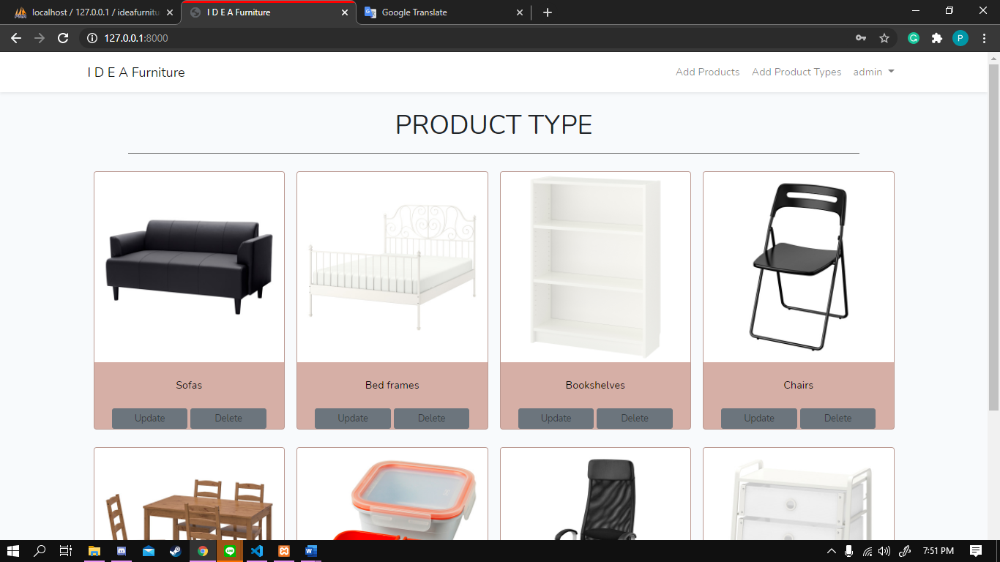 localhost / 127.0.0.1 / ideafurnitu
I D E A Furniture
Google Translate
127.0.0.1:8000
P
I D E A Furniture
Add Products
Add Product Types
admin
PRODUCT TYPE
Sofas
Bed frames
Bookshelves
Chairs
Update
Delete
Update
Delete
Update
Delete
Update
Delete
7:51 PM